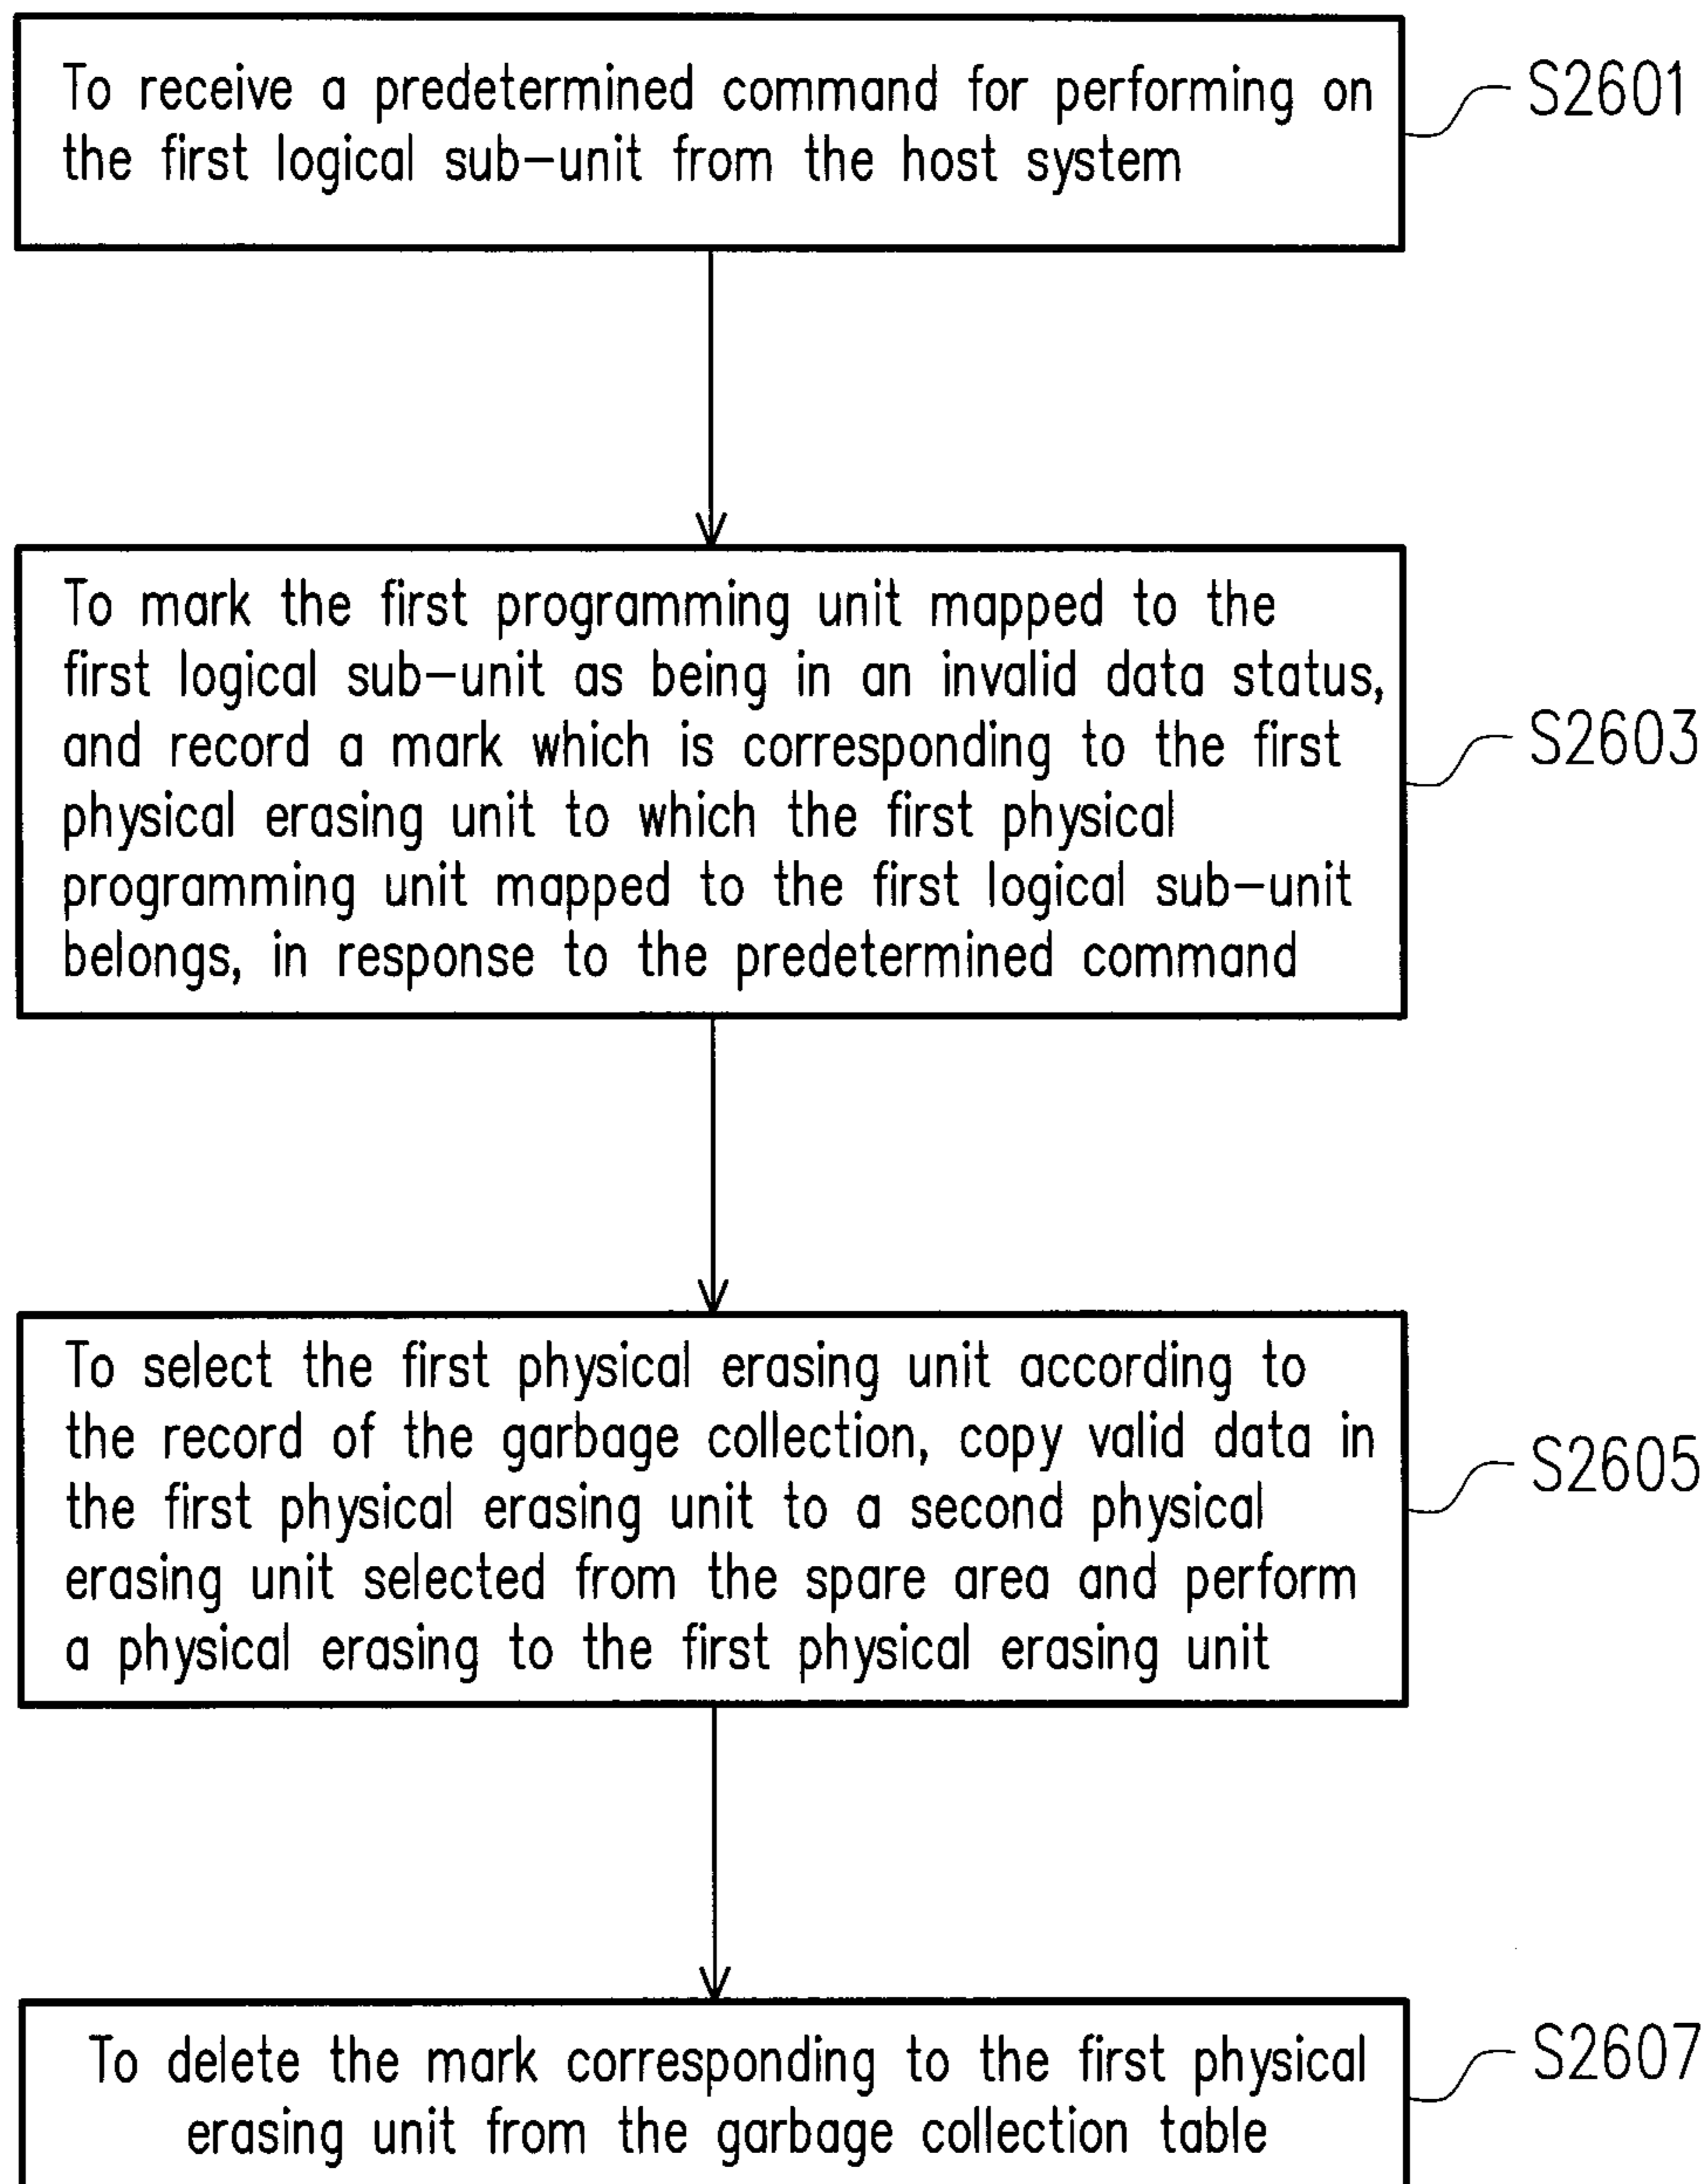 To receive a predetermined command for performing on
the first logical sub-unit from the host system
S2601
To mark the first programming unit mapped to the
first logical sub-unit as being in an invalid data status,
and record a mark which is corresponding to the first
physical erasing unit to which the first physical
programming unit mapped to the first logical sub-unit
belongs, in response to the predetermined command
S2603
To select the first physical erasing unit according to
the record of the garbage collection, copy valid data in
the first physical erasing unit to a second physical
erasing unit selected from the spare area and perform
a physical erasing to the first physical erasing unit
S2605
To delete the mark corresponding to the first physical
erasing unit from the garbage collection table
S2607